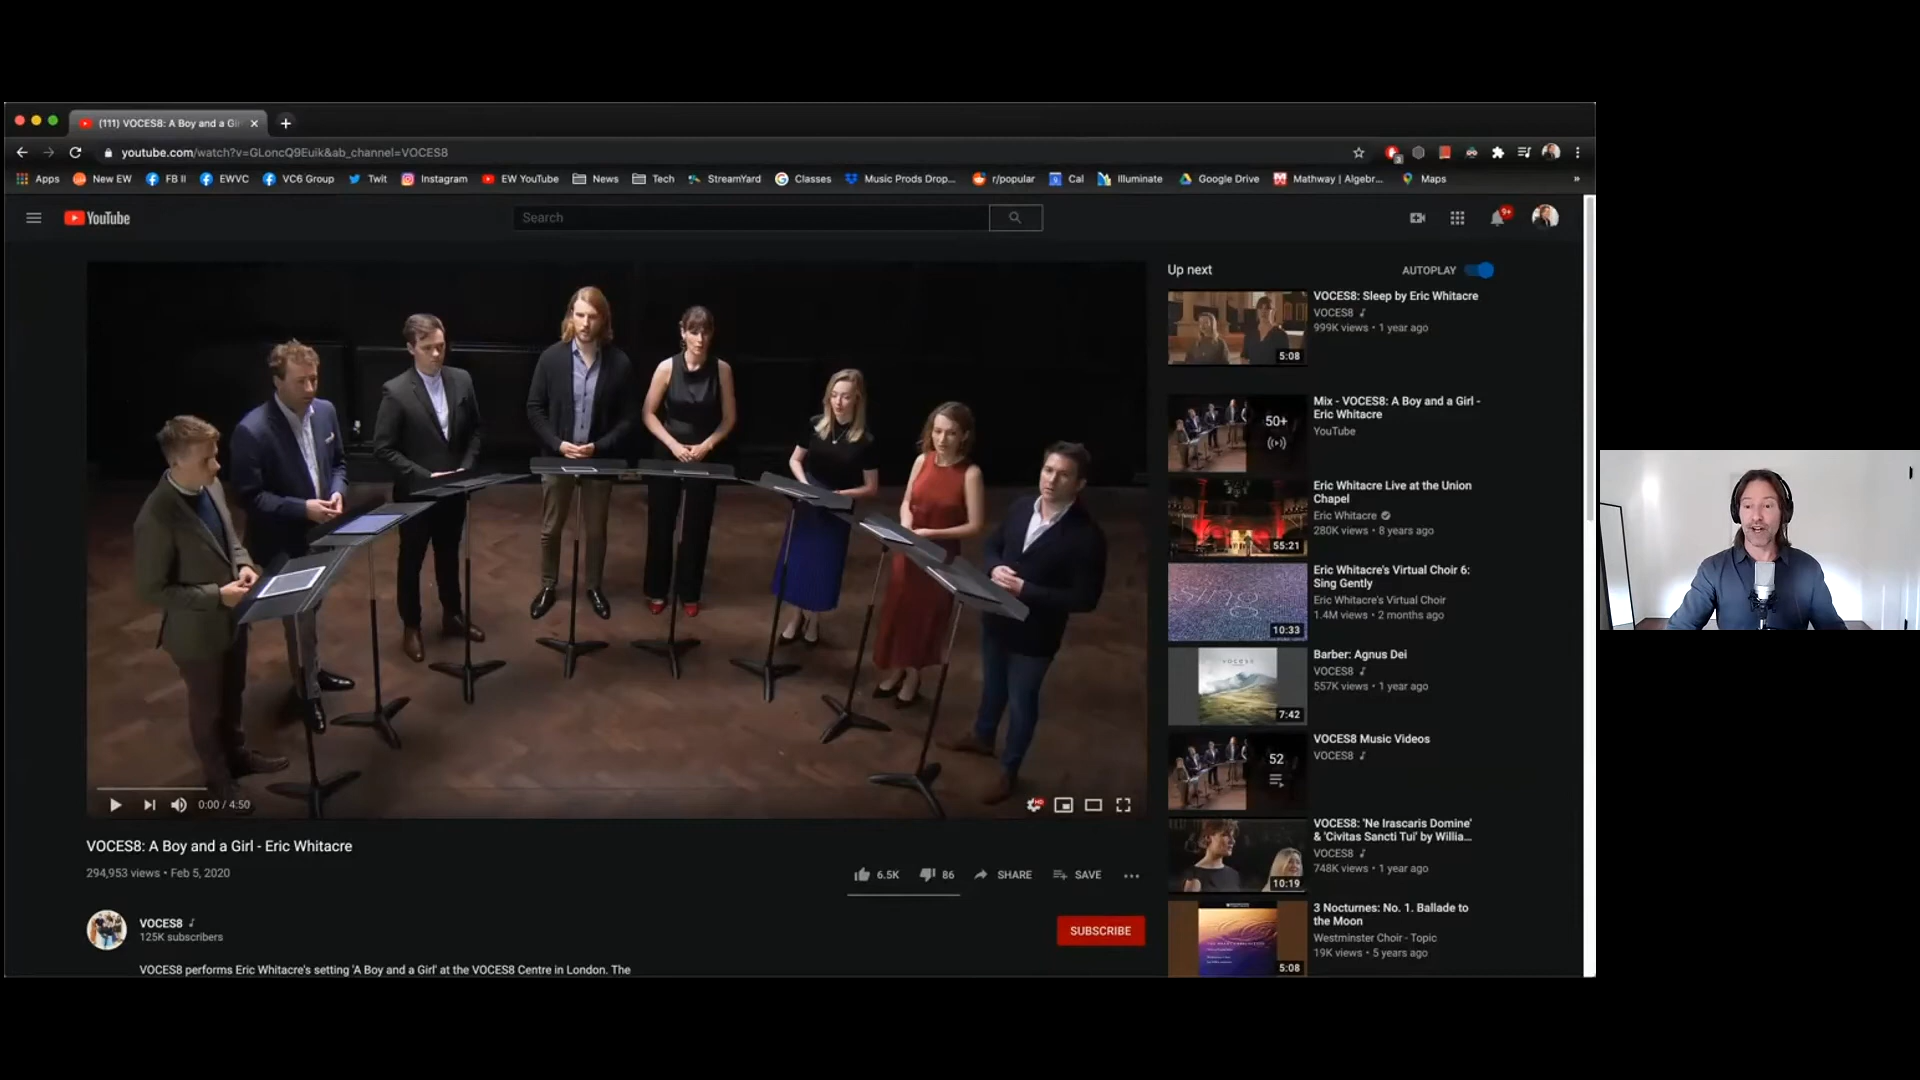 (111) VOCES8: A Boy and a Gi
youtube.com/watch?v=GLoncQ9Euik&ab_channel=VOCES8
Apps New EW FB II EWVC VC6 Group Twit Instagram EW YouTube News Tech StreamYard Classes Music Prods Drop... r/popular Cal Illuminate Google Drive Mathway | Algebr... Maps »
YouTube
Search
9+
Up next
AUTOPLAY
VOCES8: Sleep by Eric Whitacre
VOCES8
999K views • 1 year ago
5:08
Mix - VOCES8: A Boy and a Girl -
Eric Whitacre
YouTube
50+
Eric Whitacre Live at the Union
Chapel
Eric Whitacre
280K views • 8 years ago
55:21
Eric Whitacre's Virtual Choir 6:
Sing Gently
Eric Whitacre's Virtual Choir
1.4M views • 2 months ago
sing
10:33
Barber: Agnus Dei
VOCES8
557K views • 1 year ago
VOCES8
7:42
VOCES8 Music Videos
VOCES8
52
VOCES8: 'Ne Irascaris Domine'
& 'Civitas Sancti Tui' by Willia...
VOCES8
748K views • 1 year ago
10:19
3 Nocturnes: No. 1. Ballade to
the Moon
Westminster Choir - Topic
19K views • 5 years ago
5:08
0:00 / 4:50
HD
VOCES8: A Boy and a Girl - Eric Whitacre
294,953 views • Feb 5, 2020
6.5K 86 SHARE SAVE
VOCES8
125K subscribers
SUBSCRIBE
VOCES8 performs Eric Whitacre's setting 'A Boy and a Girl' at the VOCES8 Centre in London. The